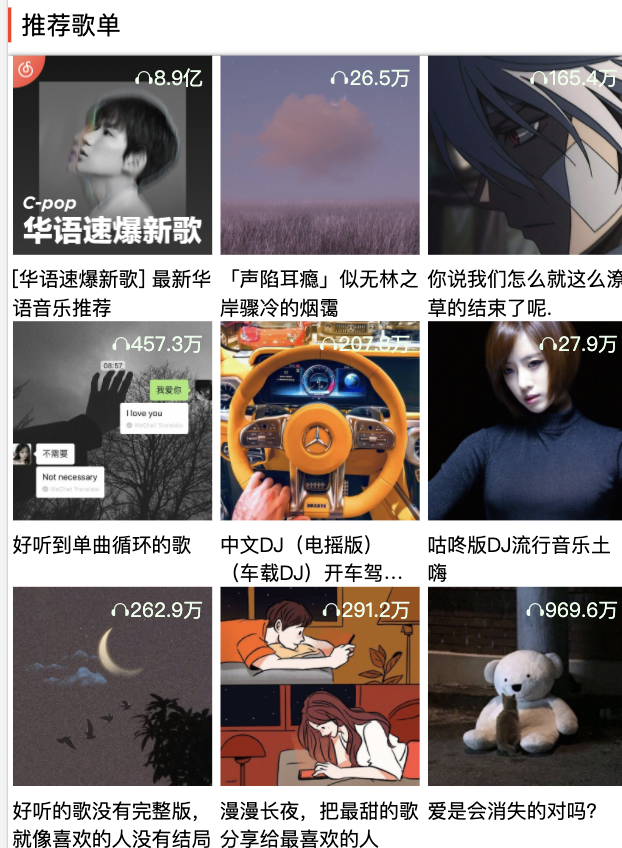 推荐歌单
8.9亿
C-pop
华语速爆新歌
[华语速爆新歌] 最新华
语音乐推荐
26.5万
「声陷耳瘾」似无林之
岸骤冷的烟霭
165.4万
你说我们怎么就这么潦
草的结束了呢.
457.3万
08:57
我爱你
I love you
WeChat Translate
不需要
Not necessary
WeChat Translate
好听到单曲循环的歌
207.8万
中文DJ（电摇版）
（车载DJ）开车驾...
27.9万
咕咚版DJ流行音乐土
嗨
262.9万
好听的歌没有完整版，
就像喜欢的人没有结局
291.2万
漫漫长夜，把最甜的歌
分享给最喜欢的人
969.6万
爱是会消失的对吗?